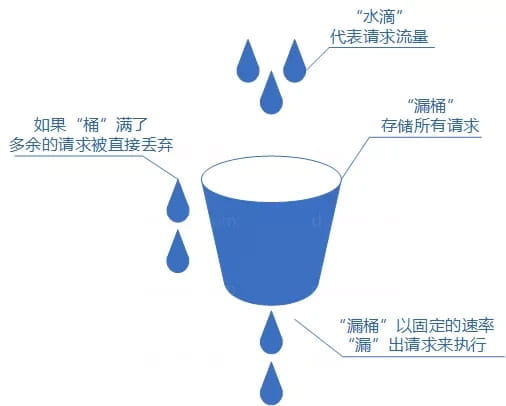 “水滴”
代表请求流量
“漏桶”
存储所有请求
如果“桶”满了
多余的请求被直接丢弃
“漏桶”以固定的速率
“漏”出请求来执行